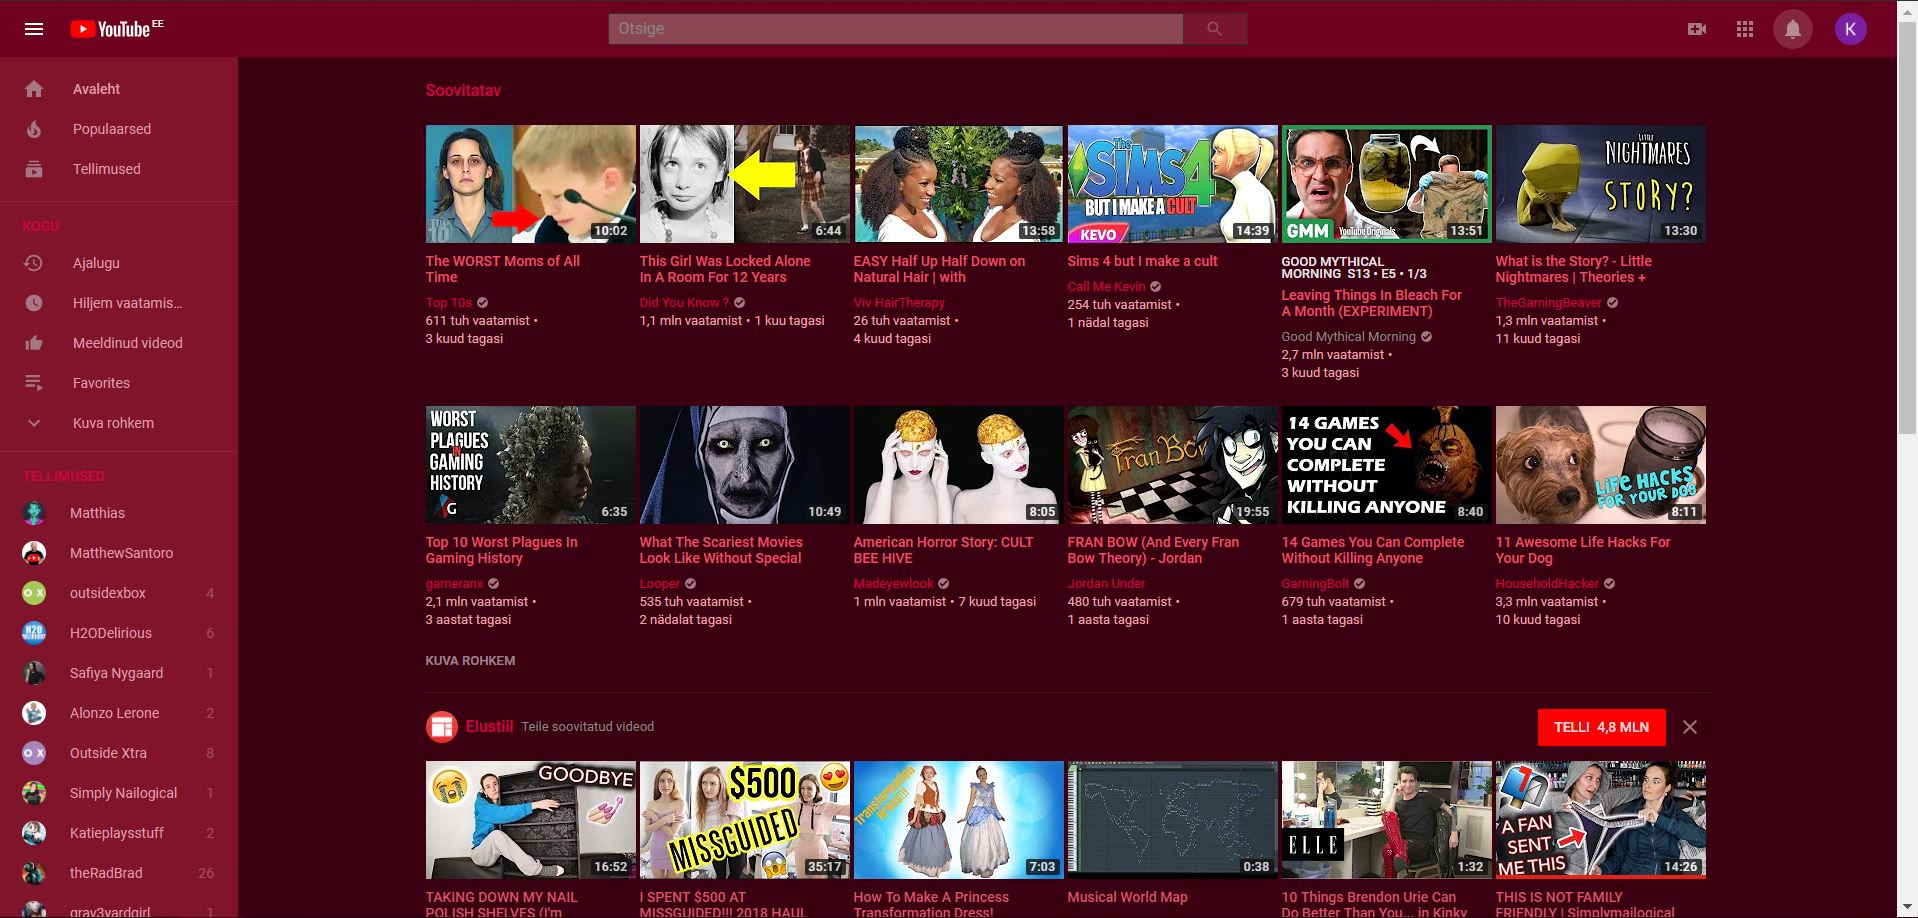 YouTube EE
Otsige
K
Avaleht
Populaarsed
Tellimused
KOGU
Ajalugu
Hiljem vaatamis...
Meeldinud videod
Favorites
Kuva rohkem
TELLIMUSED
Matthias
MatthewSantoro
outsidexbox 4
H2ODelirious 6
Safiya Nygaard 1
Alonzo Lerone 2
Outside Xtra 8
Simply Nailogical 1
Katieplaysstuff 2
theRadBrad 26
grav3yardgirl 1
Soovitatav
10:02
The WORST Moms of All
Time
Top 10s
611 tuh vaatamist •
3 kuud tagasi
6:44
This Girl Was Locked Alone
In A Room For 12 Years
Did You Know ?
1,1 mln vaatamist • 1 kuu tagasi
13:58
EASY Half Up Half Down on
Natural Hair | with
Viv HairTherapy
26 tuh vaatamist •
4 kuud tagasi
The
SIMS 4
BUT I MAKE A CULT
KEVO
14:39
Sims 4 but I make a cult
Call Me Kevin
254 tuh vaatamist •
1 nädal tagasi
GMM YouTube Originals
13:51
GOOD MYTHICAL
MORNING S13 • E5 • 1/3
Leaving Things In Bleach For
A Month (EXPERIMENT)
Good Mythical Morning
2,7 mln vaatamist •
3 kuud tagasi
LITTLE
NIGHTMARES
STORY?
13:30
What is the Story? - Little
Nightmares | Theories +
TheGamingBeaver
1,3 mln vaatamist •
11 kuud tagasi
WORST
PLAGUES
IN
GAMING
HISTORY
G
6:35
Top 10 Worst Plagues In
Gaming History
gameranx
2,1 mln vaatamist •
3 aastat tagasi
10:49
What The Scariest Movies
Look Like Without Special
Looper
535 tuh vaatamist •
2 nädalat tagasi
8:05
American Horror Story: CULT
BEE HIVE
Madeyewlook
1 mln vaatamist • 7 kuud tagasi
Fran Bow
19:55
FRAN BOW (And Every Fran
Bow Theory) - Jordan
Jordan Under
480 tuh vaatamist •
1 aasta tagasi
14 GAMES
YOU CAN
COMPLETE
WITHOUT
KILLING ANYONE
8:40
14 Games You Can Complete
Without Killing Anyone
GamingBolt
679 tuh vaatamist •
1 aasta tagasi
LiFe HACKS
FOR YOUR DOG
8:11
11 Awesome Life Hacks For
Your Dog
HouseholdHacker
3,3 mln vaatamist •
10 kuud tagasi
KUVA ROHKEM
Elustiil Teile soovitatud videod
TELLI 4,8 MLN
GOODBYE
16:52
TAKING DOWN MY NAIL
POLISH SHELVES (I'm
$500
MISSGUIDED
35:17
I SPENT $500 AT
MISSGUIDED!!! 2018 HAUL
Transformation
DRESS!!!
7:03
How To Make A Princess
Transformation Dress!
0:38
Musical World Map
ELLE
1:32
10 Things Brendon Urie Can
Do Better Than You... in Kinky
A FAN
SENT
ME THIS
14:26
THIS IS NOT FAMILY
FRIENDLY | Simplymailogical